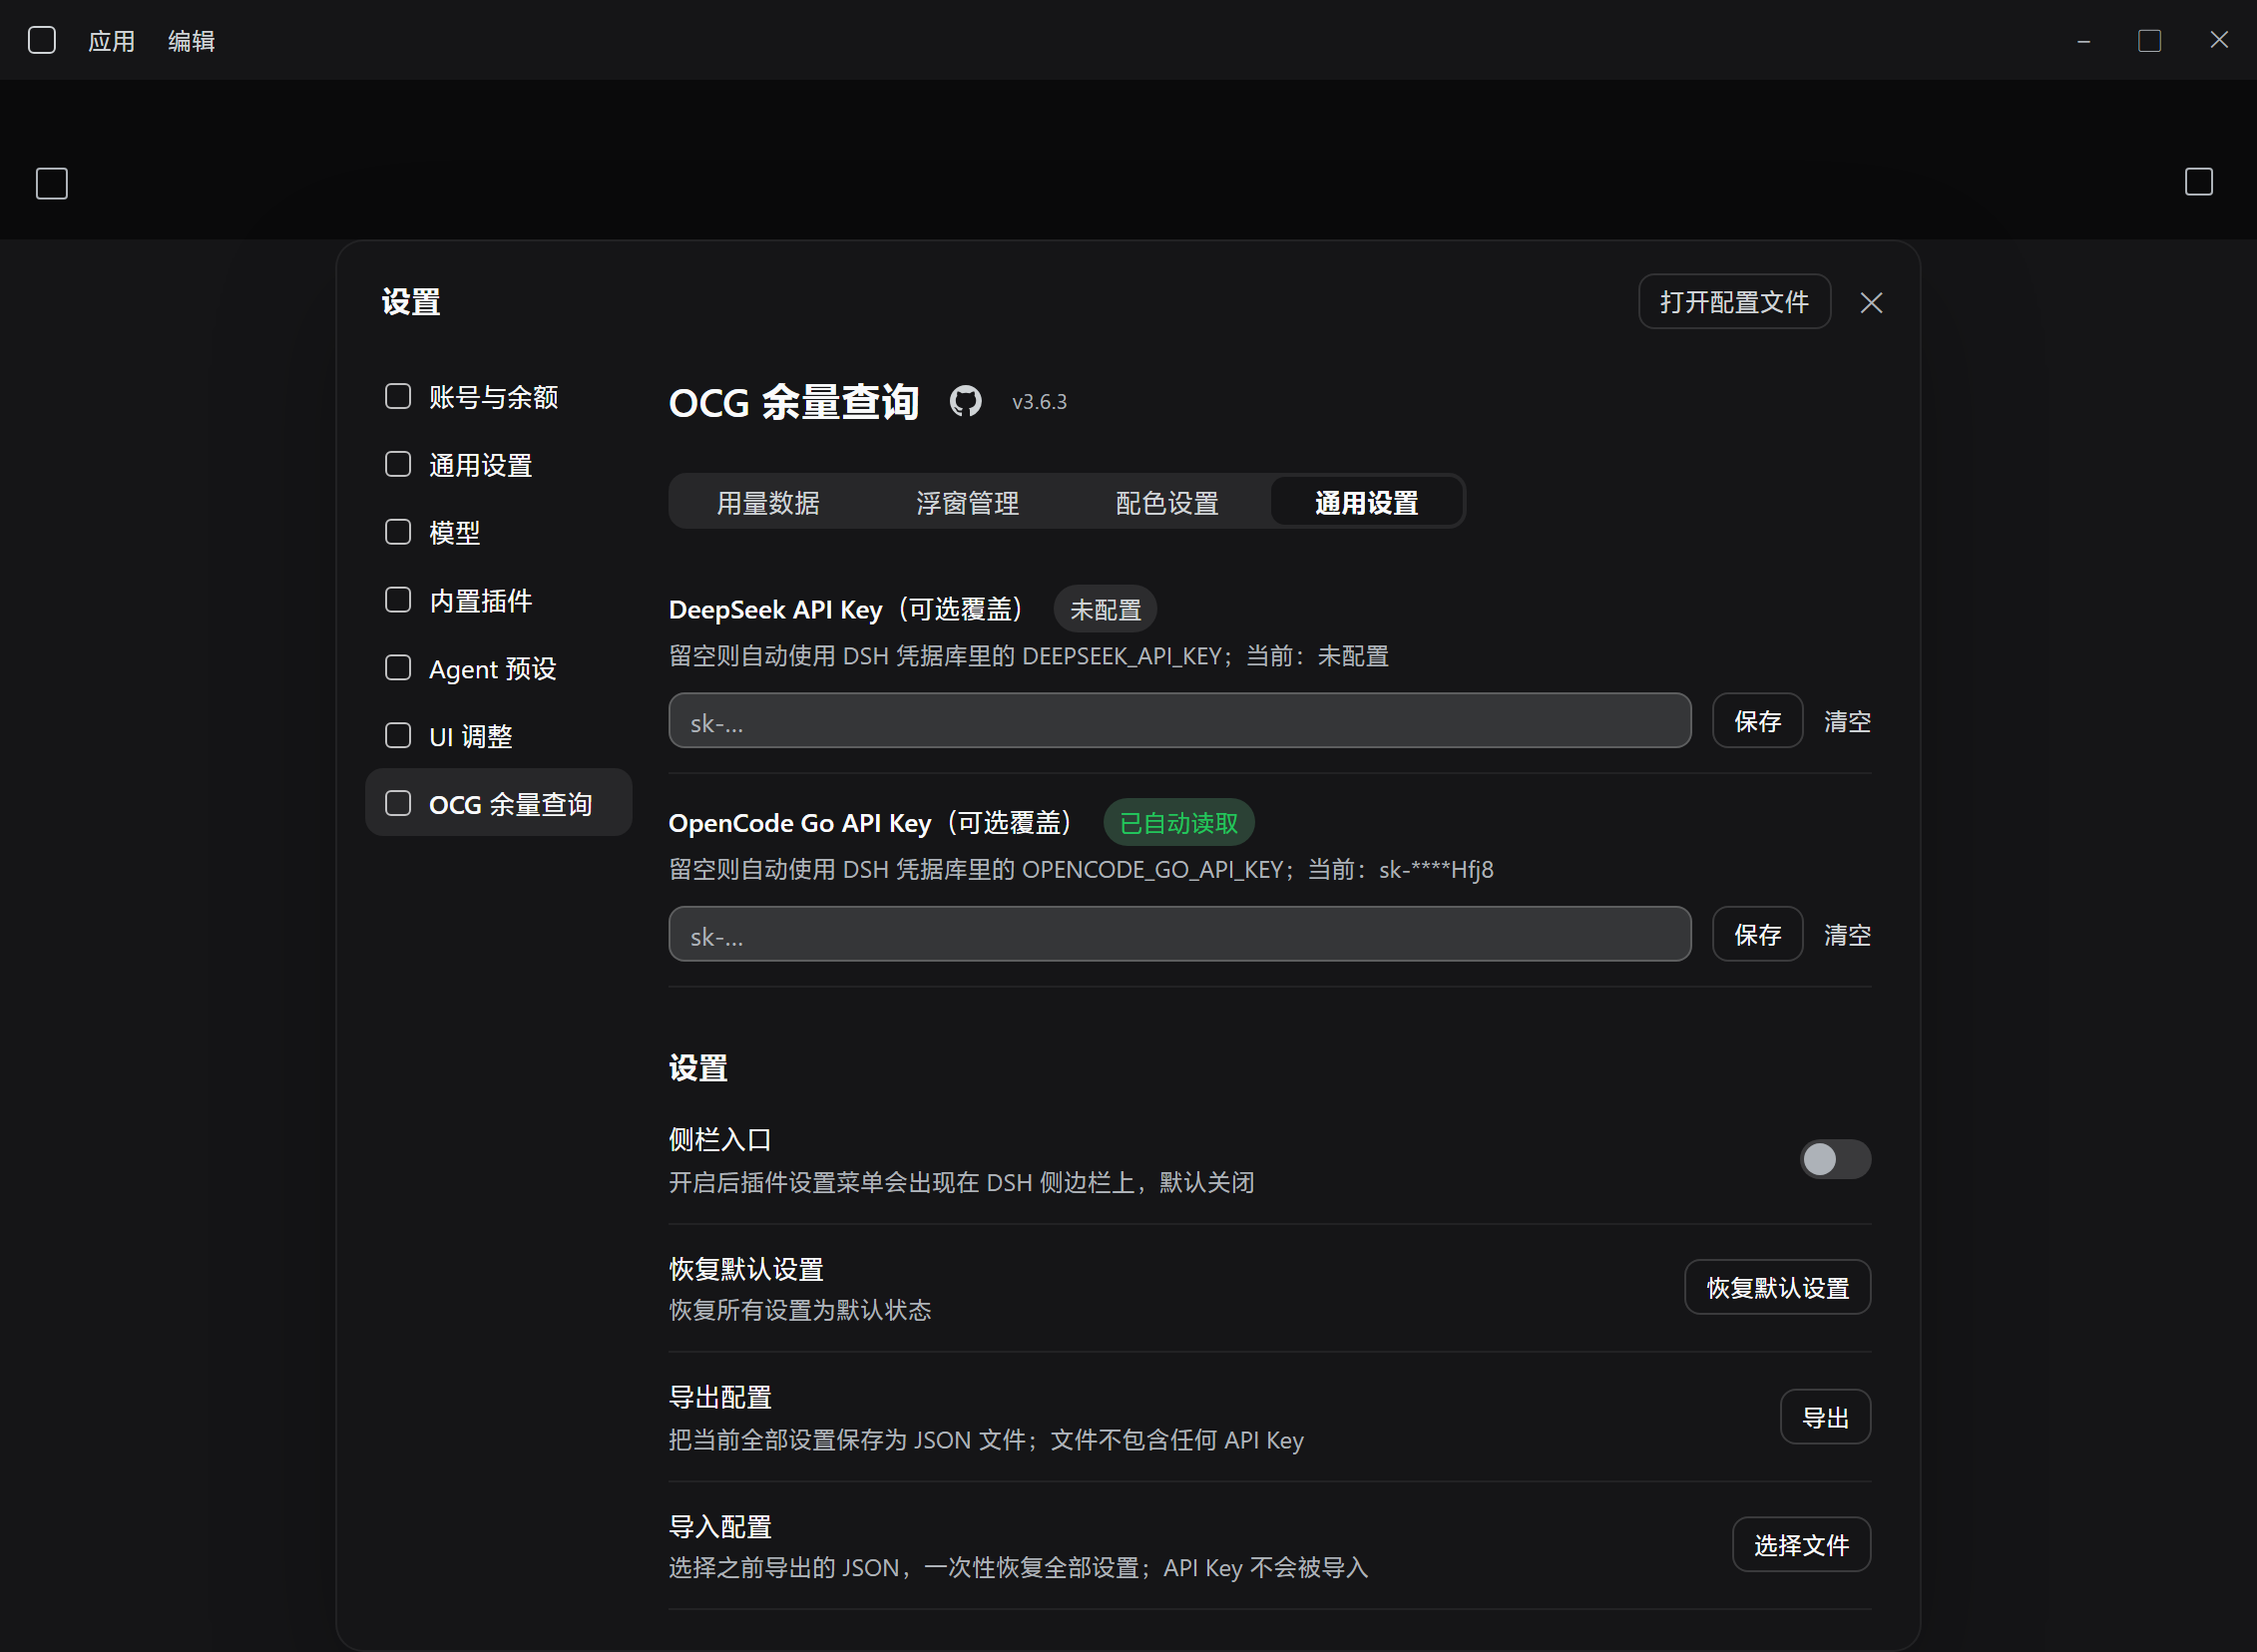 应用 编辑
设置 打开配置文件
账号与余额
通用设置
模型
内置插件
Agent 预设
UI 调整
OCG 余量查询
OCG 余量查询 v3.6.3
用量数据 浮窗管理 配色设置 通用设置
DeepSeek API Key（可选覆盖） 未配置
留空则自动使用 DSH 凭据库里的 DEEPSEEK_API_KEY；当前：未配置
sk-... 保存 清空
OpenCode Go API Key（可选覆盖） 已自动读取
留空则自动使用 DSH 凭据库里的 OPENCODE_GO_API_KEY；当前：sk-****Hfj8
sk-... 保存 清空
设置
侧栏入口
开启后插件设置菜单会出现在 DSH 侧边栏上，默认关闭
恢复默认设置 恢复默认设置
恢复所有设置为默认状态
导出配置 导出
把当前全部设置保存为 JSON 文件；文件不包含任何 API Key
导入配置 选择文件
选择之前导出的 JSON，一次性恢复全部设置；API Key 不会被导入